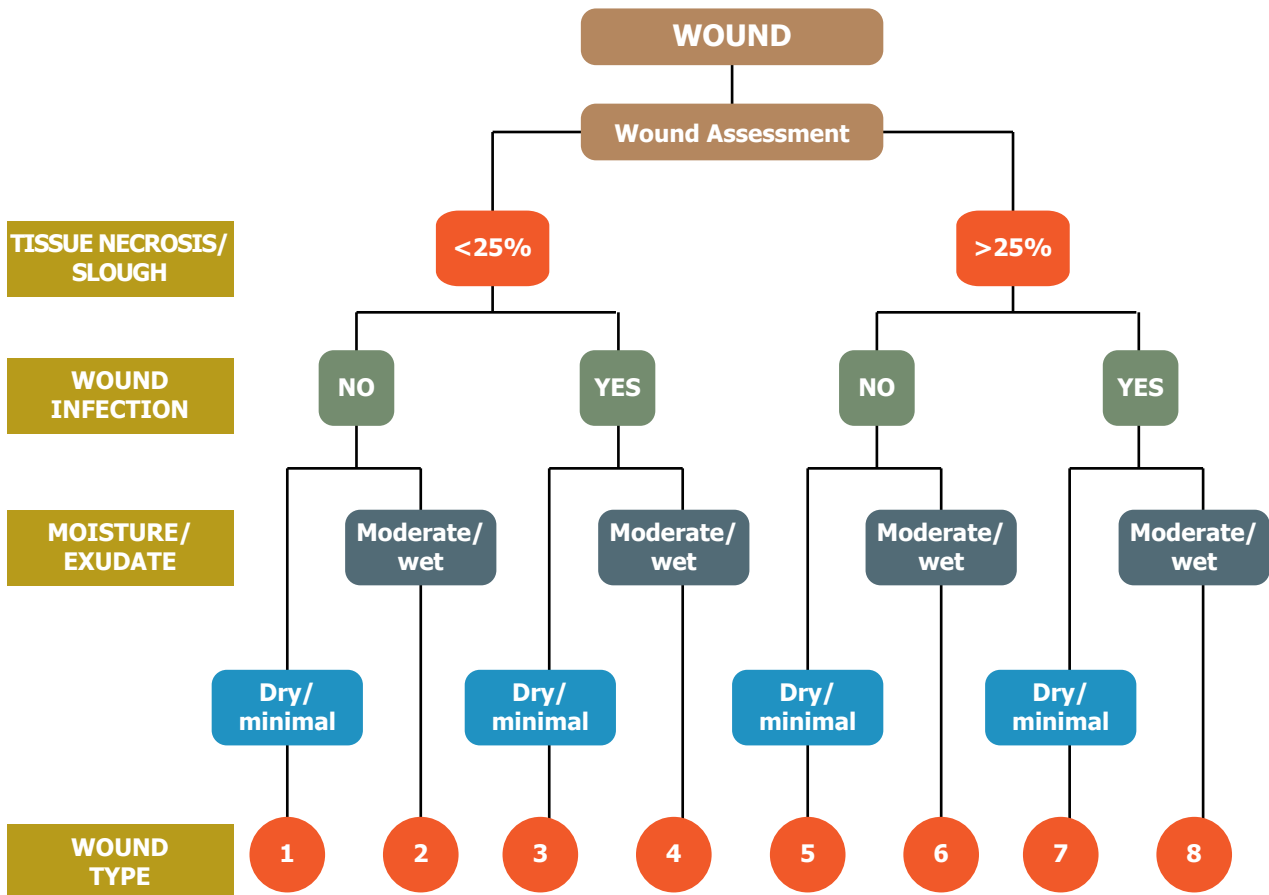 WOUND
Wound Assessment
TISSUE NECROSIS/
SLOUGH
<25%
>25%
WOUND
INFECTION
NO
YES
NO
YES
MOISTURE/
EXUDATE
Moderate/
wet
Moderate/
wet
Moderate/
wet
Moderate/
wet
Dry/
minimal
Dry/
minimal
Dry/
minimal
Dry/
minimal
WOUND
TYPE
1
2
3
4
5
6
7
8